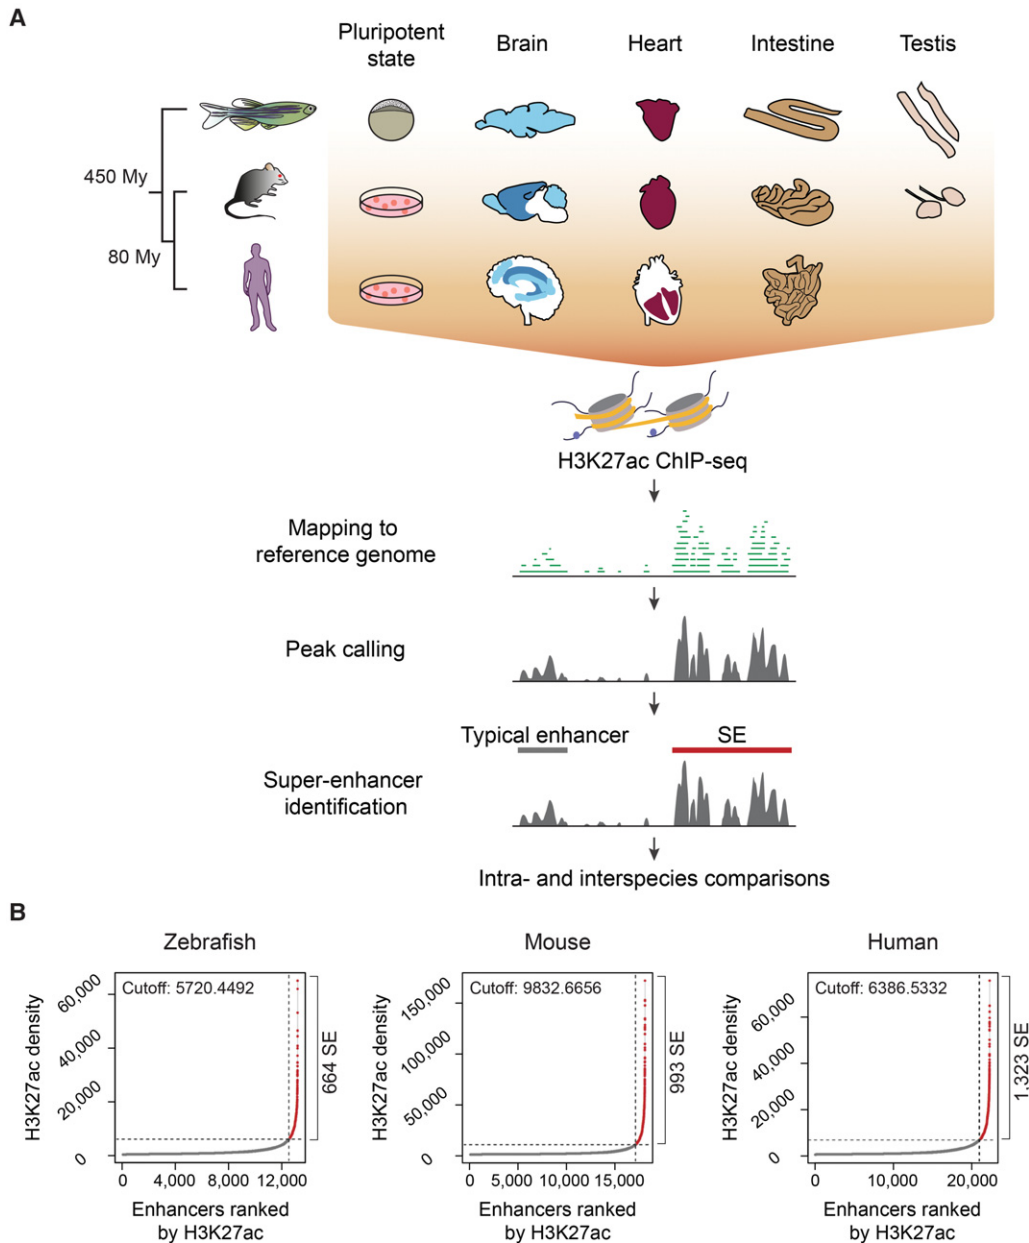 A
Pluripotent
state
Brain
Heart
Intestine
Testis
450 My
80 My
H3K27ac ChIP-seq
Mapping to
reference genome
Peak calling
Typical enhancer
SE
Super-enhancer
identification
Intra- and interspecies comparisons
B
Zebrafish
Cutoff: 5720.4492
H3K27ac density
60,000
40,000
20,000
0
664 SE
0
4,000
8,000
12,000
Enhancers ranked
by H3K27ac
Mouse
Cutoff: 9832.6656
H3K27ac density
150,000
100,000
50,000
0
993 SE
0
5,000
10,000
15,000
Enhancers ranked
by H3K27ac
Human
Cutoff: 6386.5332
H3K27ac density
60,000
40,000
20,000
0
1.323 SE
0
10,000
20,000
Enhancers ranked
by H3K27ac